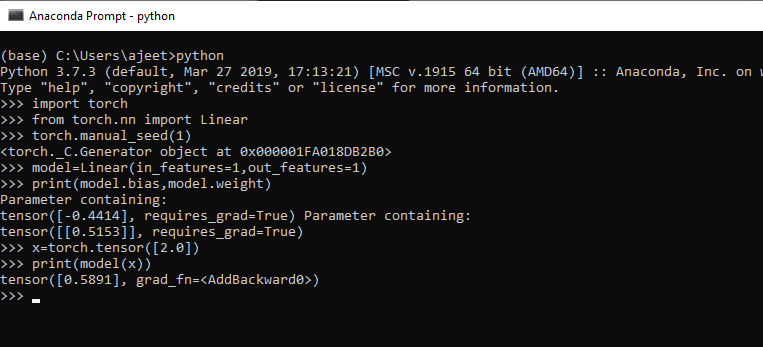 Anaconda Prompt - python
(base) C:\Users\ajeet>python
Python 3.7.3 (default, Mar 27 2019, 17:13:21) [MSC v.1915 64 bit (AMD64)] :: Anaconda, Inc. on
Type "help", "copyright", "credits" or "license" for more information.
>>> import torch
>>> from torch.nn import Linear
>>> torch.manual_seed(1)
<torch._C.Generator object at 0x000001FA018DB2B0>
>>> model=Linear(in_features=1,out_features=1)
>>> print(model.bias,model.weight)
Parameter containing:
tensor([-0.4414], requires_grad=True) Parameter containing:
tensor([[0.5153]], requires_grad=True)
>>> x=torch.tensor([2.0])
>>> print(model(x))
tensor([0.5891], grad_fn=<AddBackward0>)
>>>